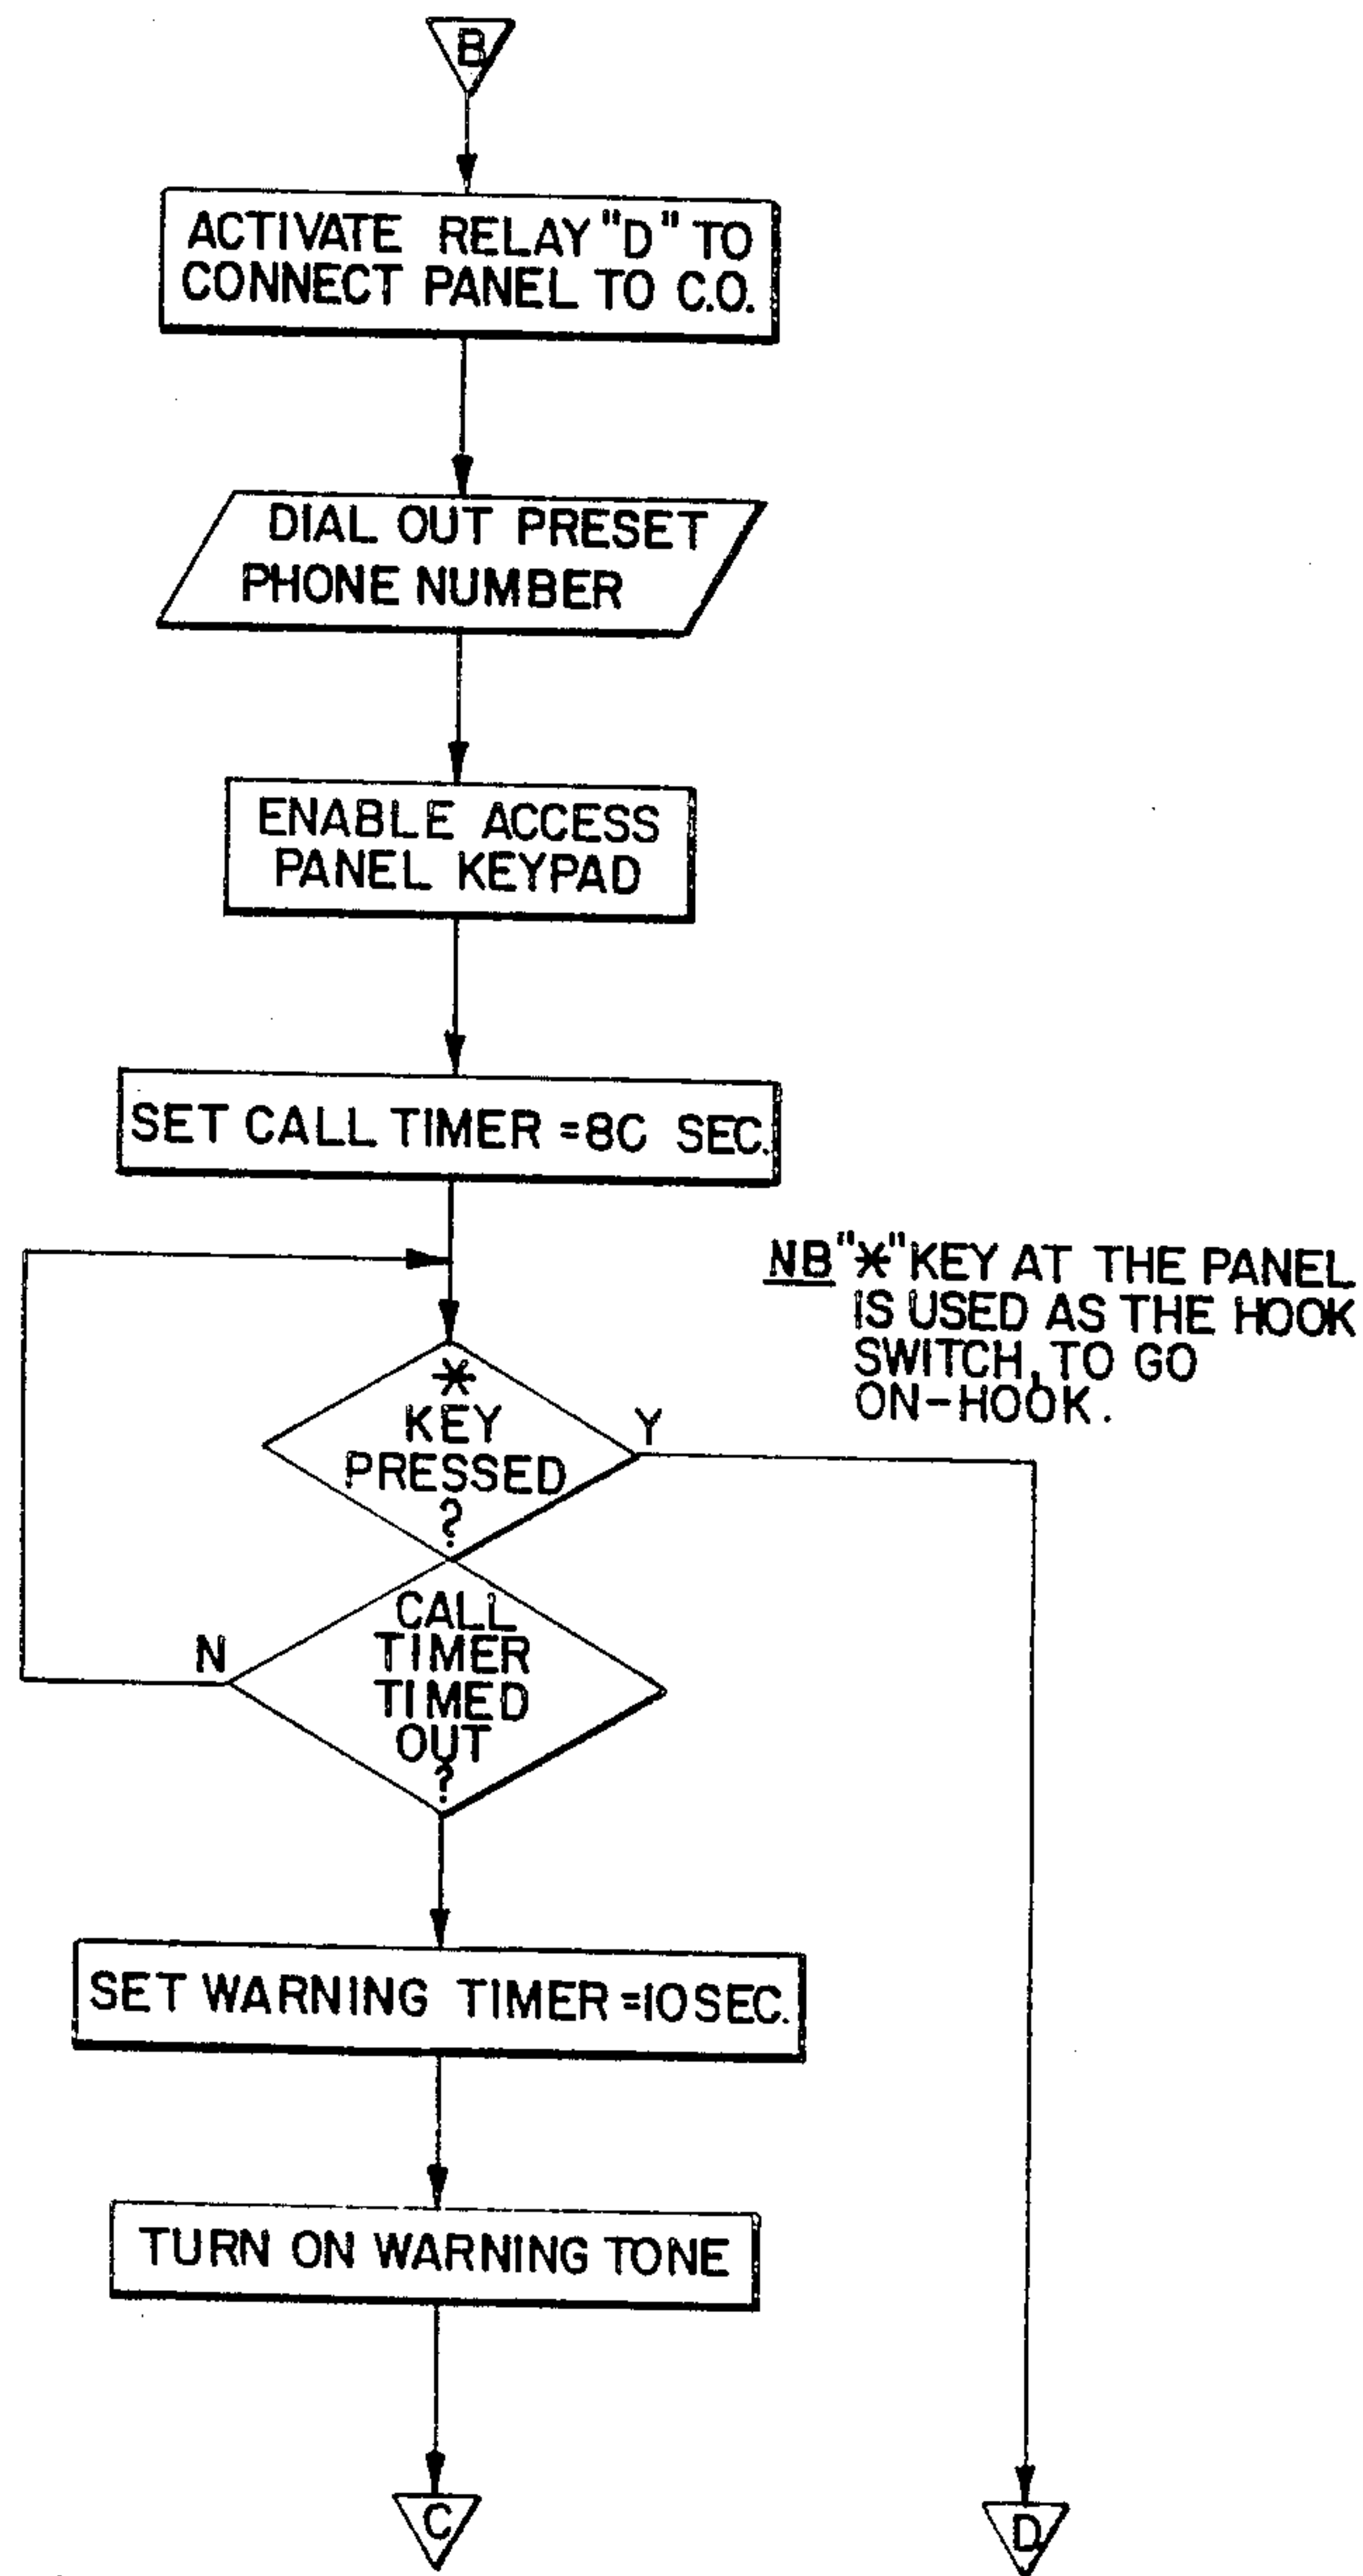 B
ACTIVATE RELAY "D" TO
CONNECT PANEL TO C.O.
DIAL OUT PRESET
PHONE NUMBER
ENABLE ACCESS
PANEL KEYPAD
SET CALL TIMER =80 SEC.
NB "*" KEY AT THE PANEL
IS USED AS THE HOOK
SWITCH, TO GO
ON-HOOK.
*
KEY
PRESSED
?
Y
CALL
TIMER
TIMED
OUT
?
N
SET WARNING TIMER =10 SEC.
TURN ON WARNING TONE
C
D